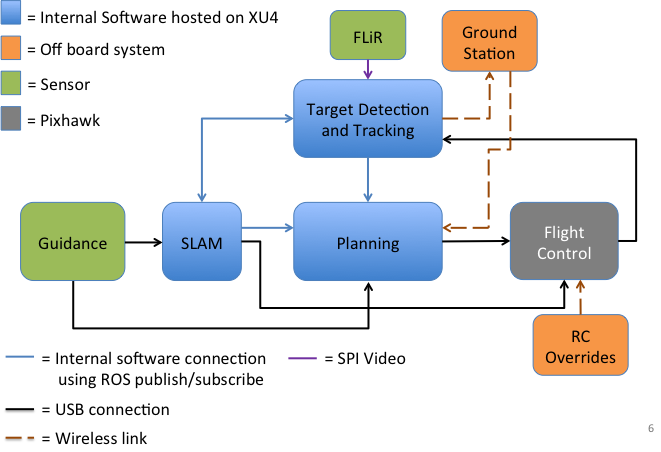 = Internal Software hosted on XU4
= Off board system
= Sensor
= Pixhawk
FLiR
Ground
Station
Target Detection
and Tracking
Guidance
SLAM
Planning
Flight
Control
RC
Overrides
= Internal software connection
using ROS publish/subscribe
= SPI Video
= USB connection
= Wireless link
6